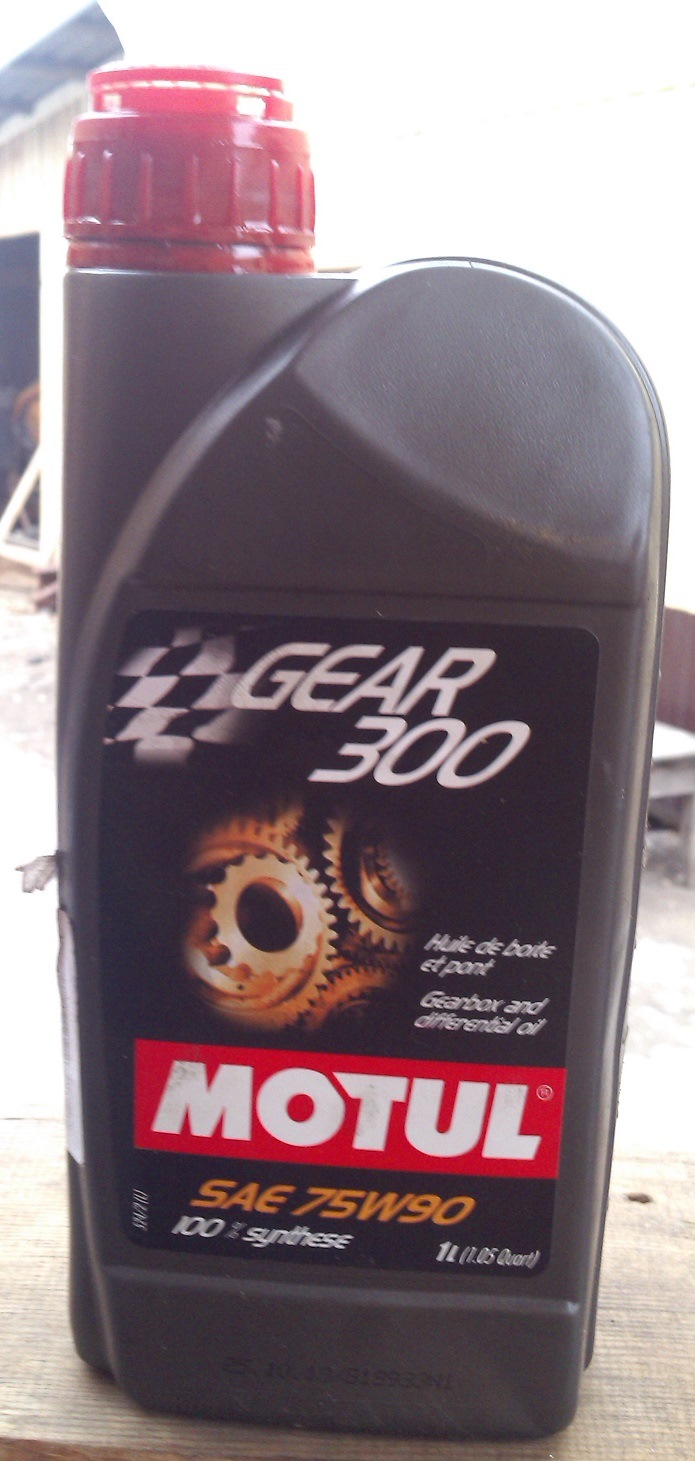 GEAR
300
Huile de boite
et pont
Gearbox and
differential oil
MOTUL®
SAE 75W90
100 % synthese
1L (1.05 Quart)